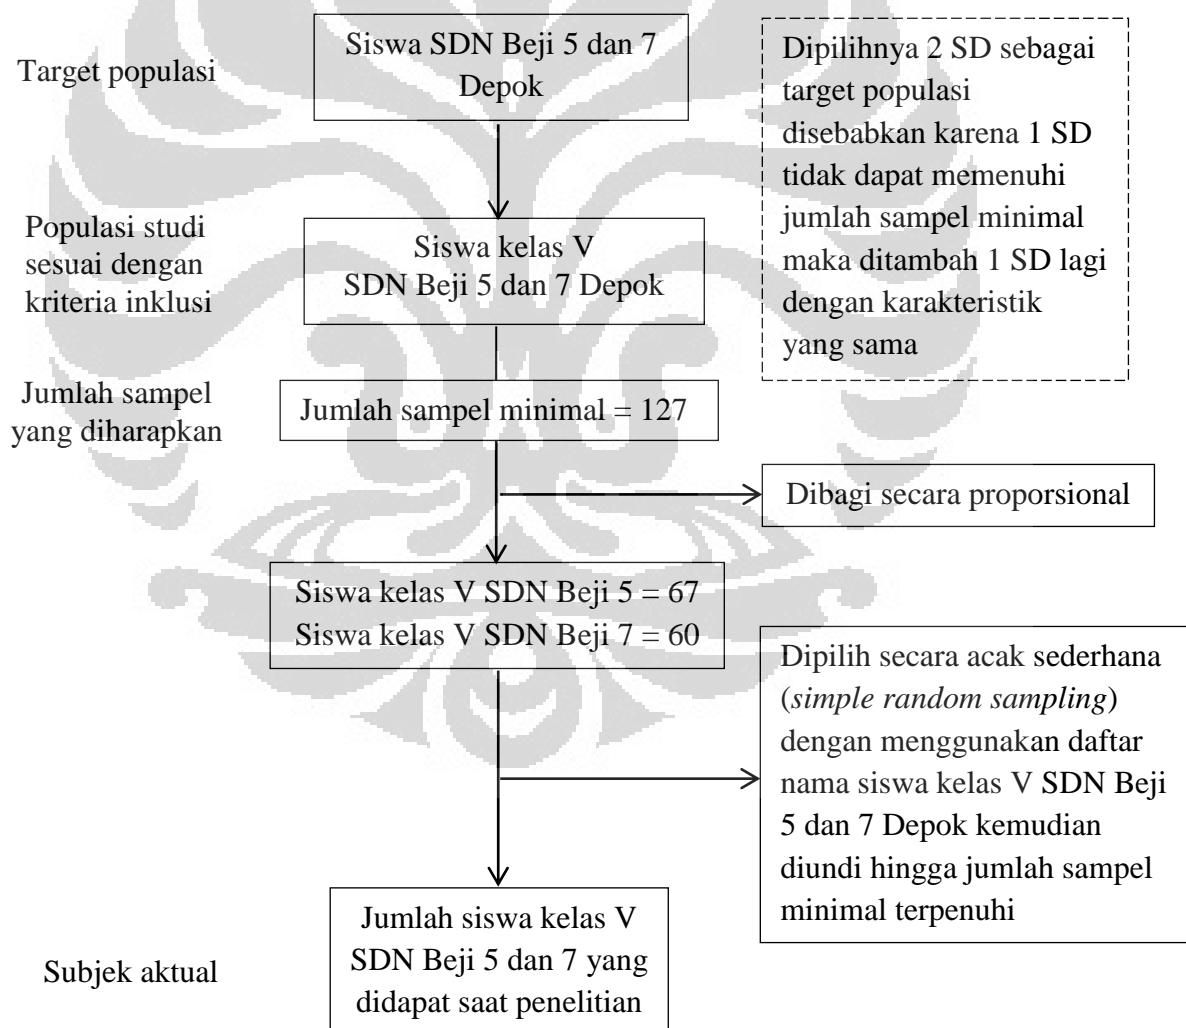 Target populasi
Siswa SDN Beji 5 dan 7
Depok
Dipilihnya 2 SD sebagai
target populasi
disebabkan karena 1 SD
tidak dapat memenuhi
jumlah sampel minimal
maka ditambah 1 SD lagi
dengan karakteristik
yang sama
Populasi studi
sesuai dengan
kriteria inklusi
Siswa kelas V
SDN Beji 5 dan 7 Depok
Jumlah sampel
yang diharapkan
Jumlah sampel minimal = 127
Dibagi secara proporsional
Siswa kelas V SDN Beji 5 = 67
Siswa kelas V SDN Beji 7 = 60
Dipilih secara acak sederhana
(simple random sampling)
dengan menggunakan daftar
nama siswa kelas V SDN Beji
5 dan 7 Depok kemudian
diundi hingga jumlah sampel
minimal terpenuhi
Subjek aktual
Jumlah siswa kelas V
SDN Beji 5 dan 7 yang
didapat saat penelitian